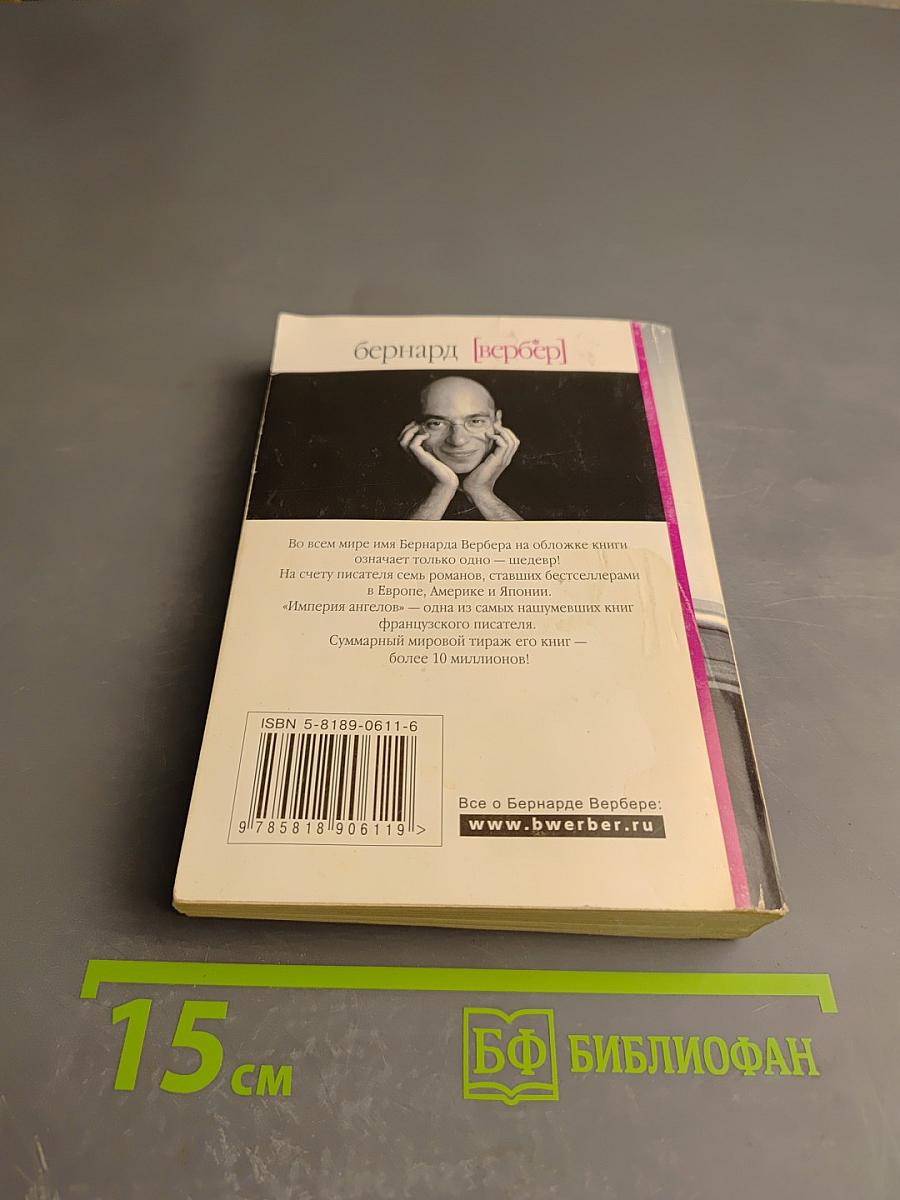 бернард [вербер]
Во всем мире имя Бернарда Вербера на обложке книги
означает только одно — шедевр!
На счету писателя семь романов, ставших бестселлерами
в Европе, Америке и Японии.
«Империя ангелов» — одна из самых нашумевших книг
французского писателя.
Суммарный мировой тираж его книг —
более 10 миллионов!
ISBN 5-8189-0611-6
9 785818 906119 >
Все о Бернарде Вербере:
www.bwerber.ru
15 см
БФ БИБЛИОФАН